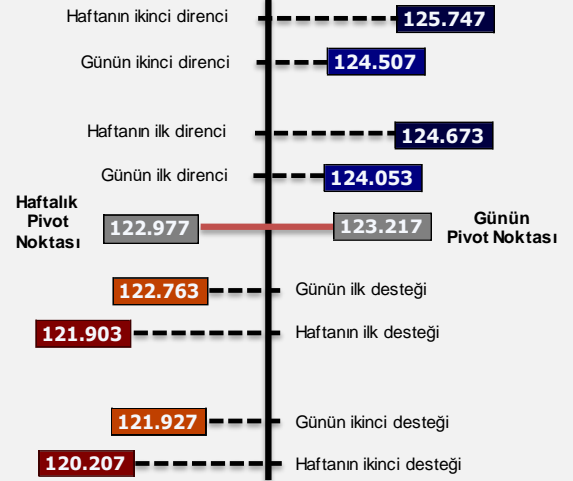 Haftanın ikinci direnci 125.747
Günün ikinci direnci 124.507
Haftanın ilk direnci 124.673
Günün ilk direnci 124.053
Haftalık
Pivot
Noktası
122.977
123.217
Günün
Pivot Noktası
122.763 Günün ilk desteği
121.903 Haftanın ilk desteği
121.927 Günün ikinci desteği
120.207 Haftanın ikinci desteği